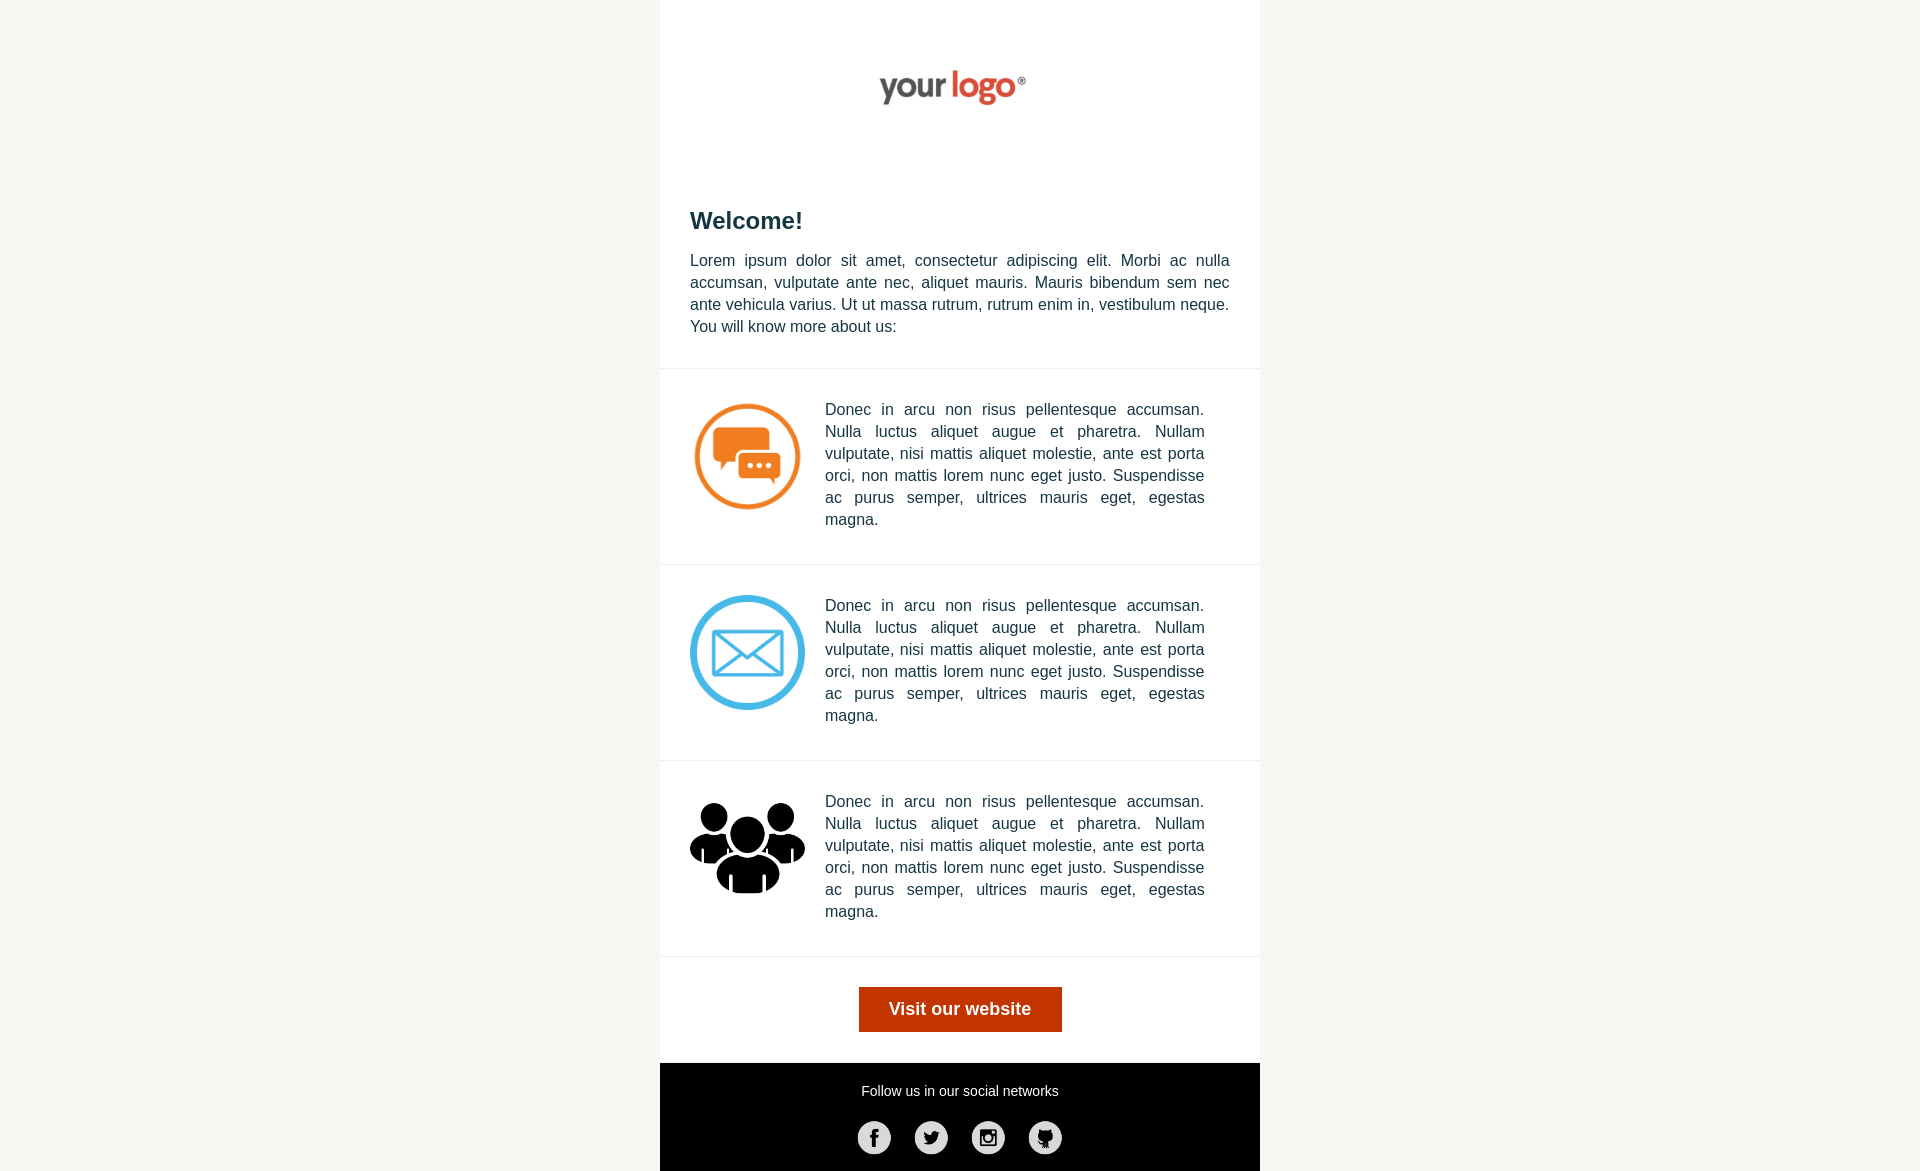 your logo®
Welcome!
Lorem ipsum dolor sit amet, consectetur adipiscing elit. Morbi ac nulla
accumsan, vulputate ante nec, aliquet mauris. Mauris bibendum sem nec
ante vehicula varius. Ut ut massa rutrum, rutrum enim in, vestibulum neque.
You will know more about us:
Donec in arcu non risus pellentesque accumsan.
Nulla luctus aliquet augue et pharetra. Nullam
vulputate, nisi mattis aliquet molestie, ante est porta
orci, non mattis lorem nunc eget justo. Suspendisse
ac purus semper, ultrices mauris eget, egestas
magna.
Donec in arcu non risus pellentesque accumsan.
Nulla luctus aliquet augue et pharetra. Nullam
vulputate, nisi mattis aliquet molestie, ante est porta
orci, non mattis lorem nunc eget justo. Suspendisse
ac purus semper, ultrices mauris eget, egestas
magna.
Donec in arcu non risus pellentesque accumsan.
Nulla luctus aliquet augue et pharetra. Nullam
vulputate, nisi mattis aliquet molestie, ante est porta
orci, non mattis lorem nunc eget justo. Suspendisse
ac purus semper, ultrices mauris eget, egestas
magna.
Visit our website
Follow us in our social networks